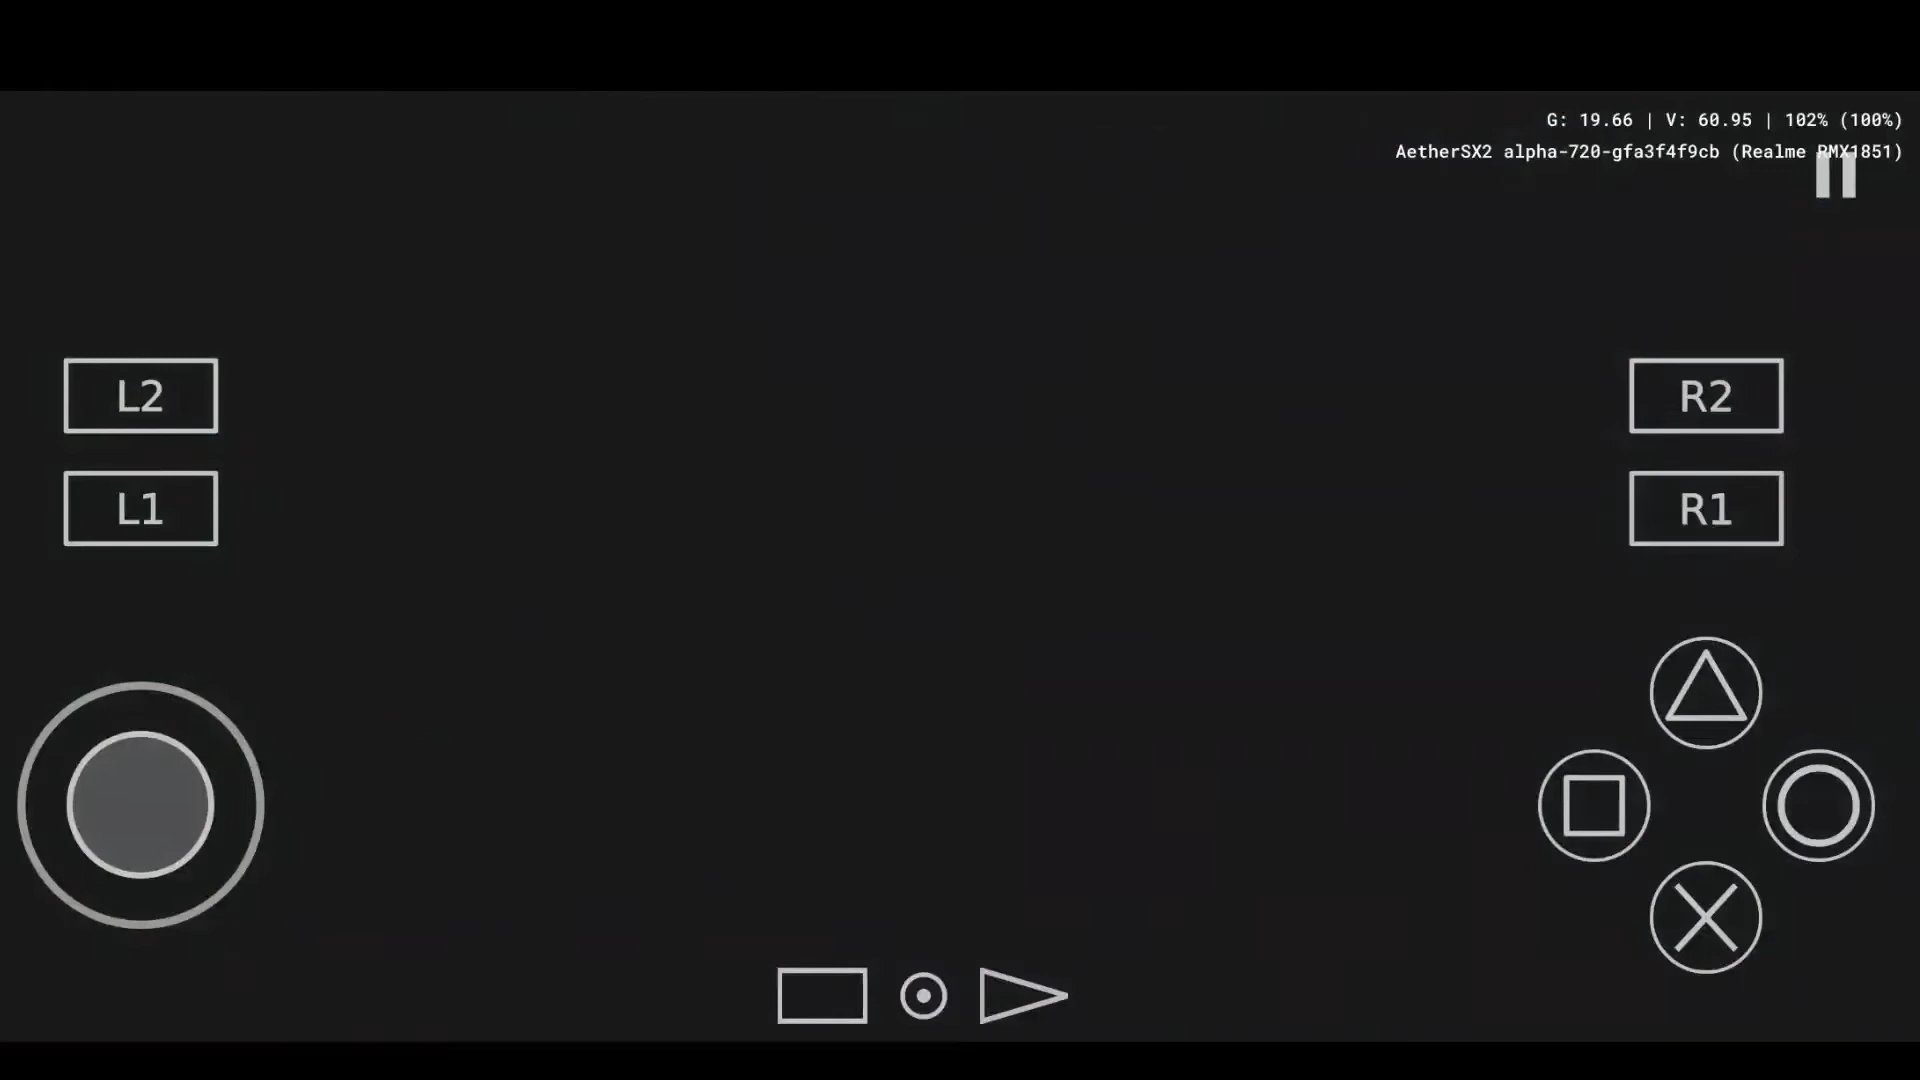 G: 19.66 | V: 60.95 | 102% (100%)
AetherSX2 alpha-720-gfa3f4f9cb (Realme RMX1851)
L2
R2
L1
R1